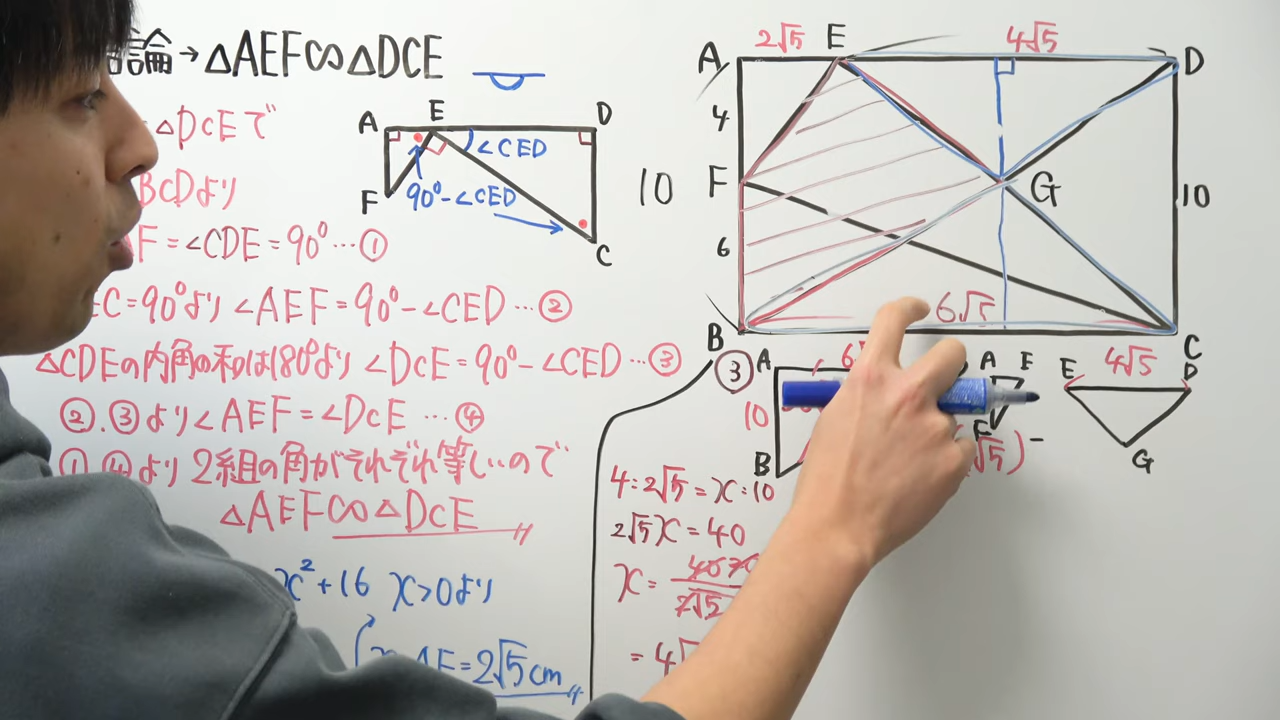 論→△AEF∽△DCE
△DCEで
BCDより
F=∠CDE=90°…①
EC=90°より∠AEF=90°-∠CED…②
△CDEの内角の和は180°より∠DCE=90°-∠CED…③
②.③より∠AEF=∠DCE…④
①④より2組の角がそれぞれ等しいので
△AEF∽△DCE
x²+16 x>0より
AE=2√5cm
A E D
∠CED
F 90°-∠CED
C
A 2√5 E 4√5 D
4
10 F G 10
6
6√5
B C
③ A
10
B
4:2√5=x:10
2√5x=40
x=
2√5
=4√
A E
F
√5)
E 4√5 D
G